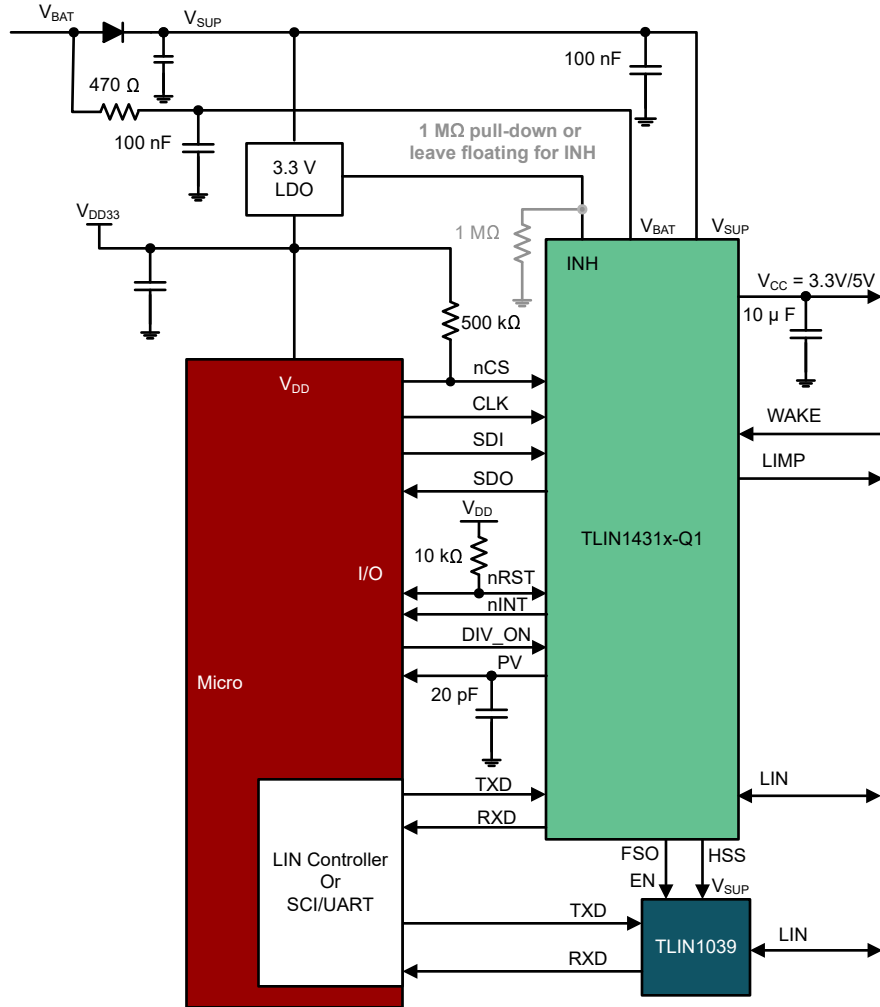 VBAT
VSUP
100 nF
470 Ω
100 nF
1 MΩ pull-down or
leave floating for INH
3.3 V
LDO
VDD33
1 MΩ
VBAT
VSUP
INH
VCC = 3.3V/5V
10 µ F
500 kΩ
VDD
nCS
CLK
SDI
SDO
WAKE
LIMP
VDD
10 kΩ
TLIN1431x-Q1
I/O
nRST
nINT
DIV_ON
PV
Micro
20 pF
TXD
RXD
LIN
LIN Controller
Or
SCI/UART
FSO
HSS
EN
VSUP
TXD
RXD
TLIN1039
LIN